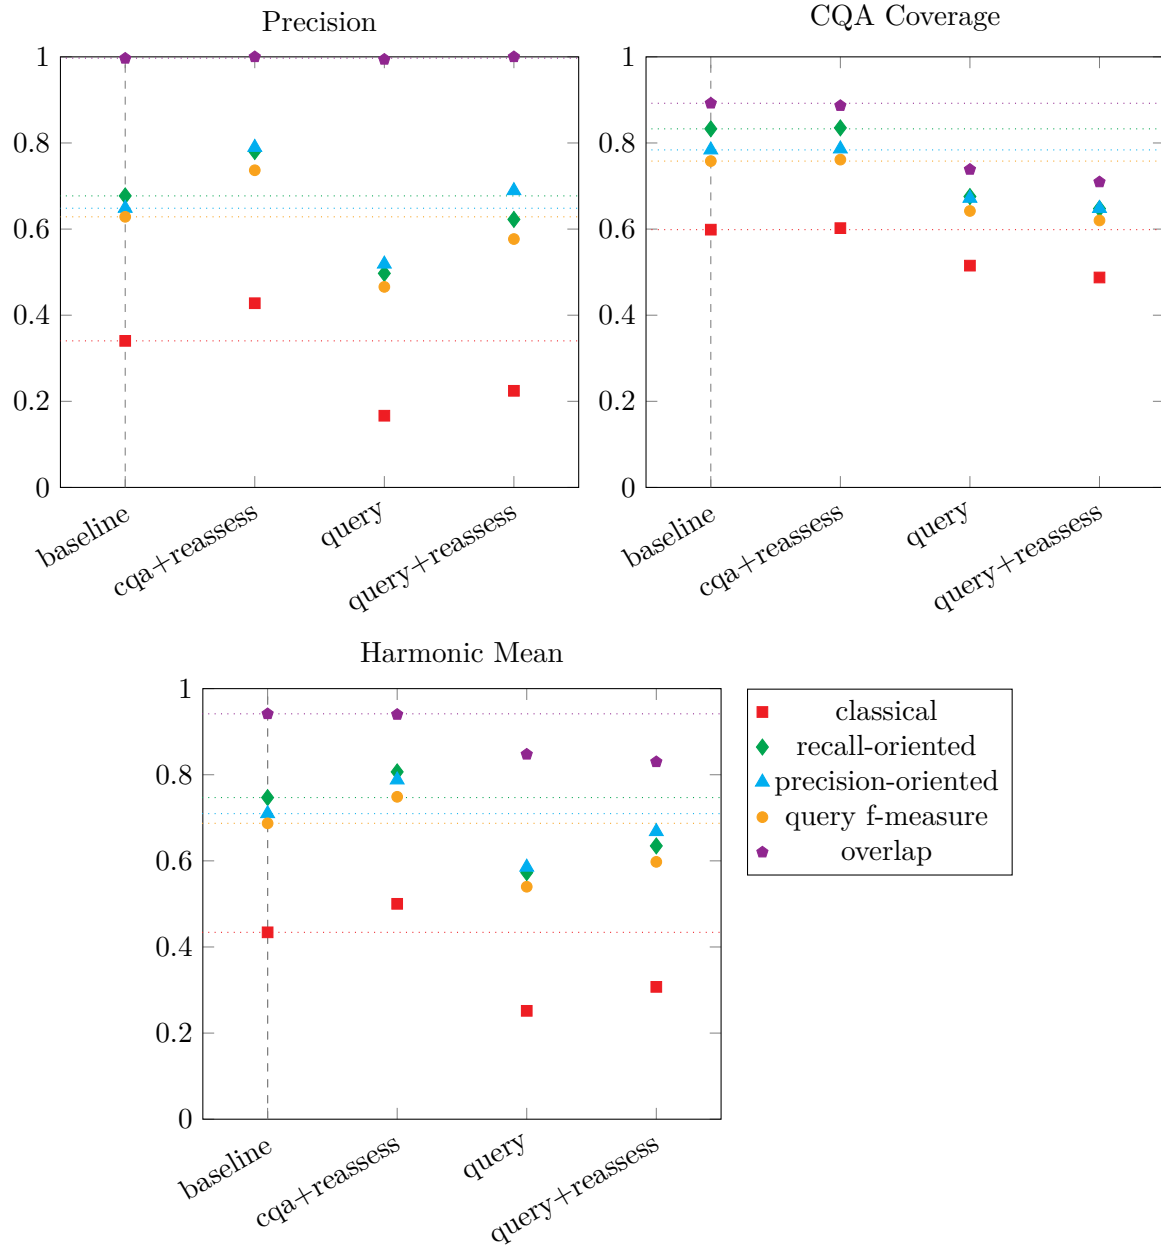 Precision
1
0.8
0.6
0.4
0.2
0
baseline
cqa+reassess
query
query+reassess
CQA Coverage
1
0.8
0.6
0.4
0.2
0
baseline
cqa+reassess
query
query+reassess
Harmonic Mean
1
0.8
0.6
0.4
0.2
0
baseline
cqa+reassess
query
query+reassess
classical
recall-oriented
precision-oriented
query f-measure
overlap